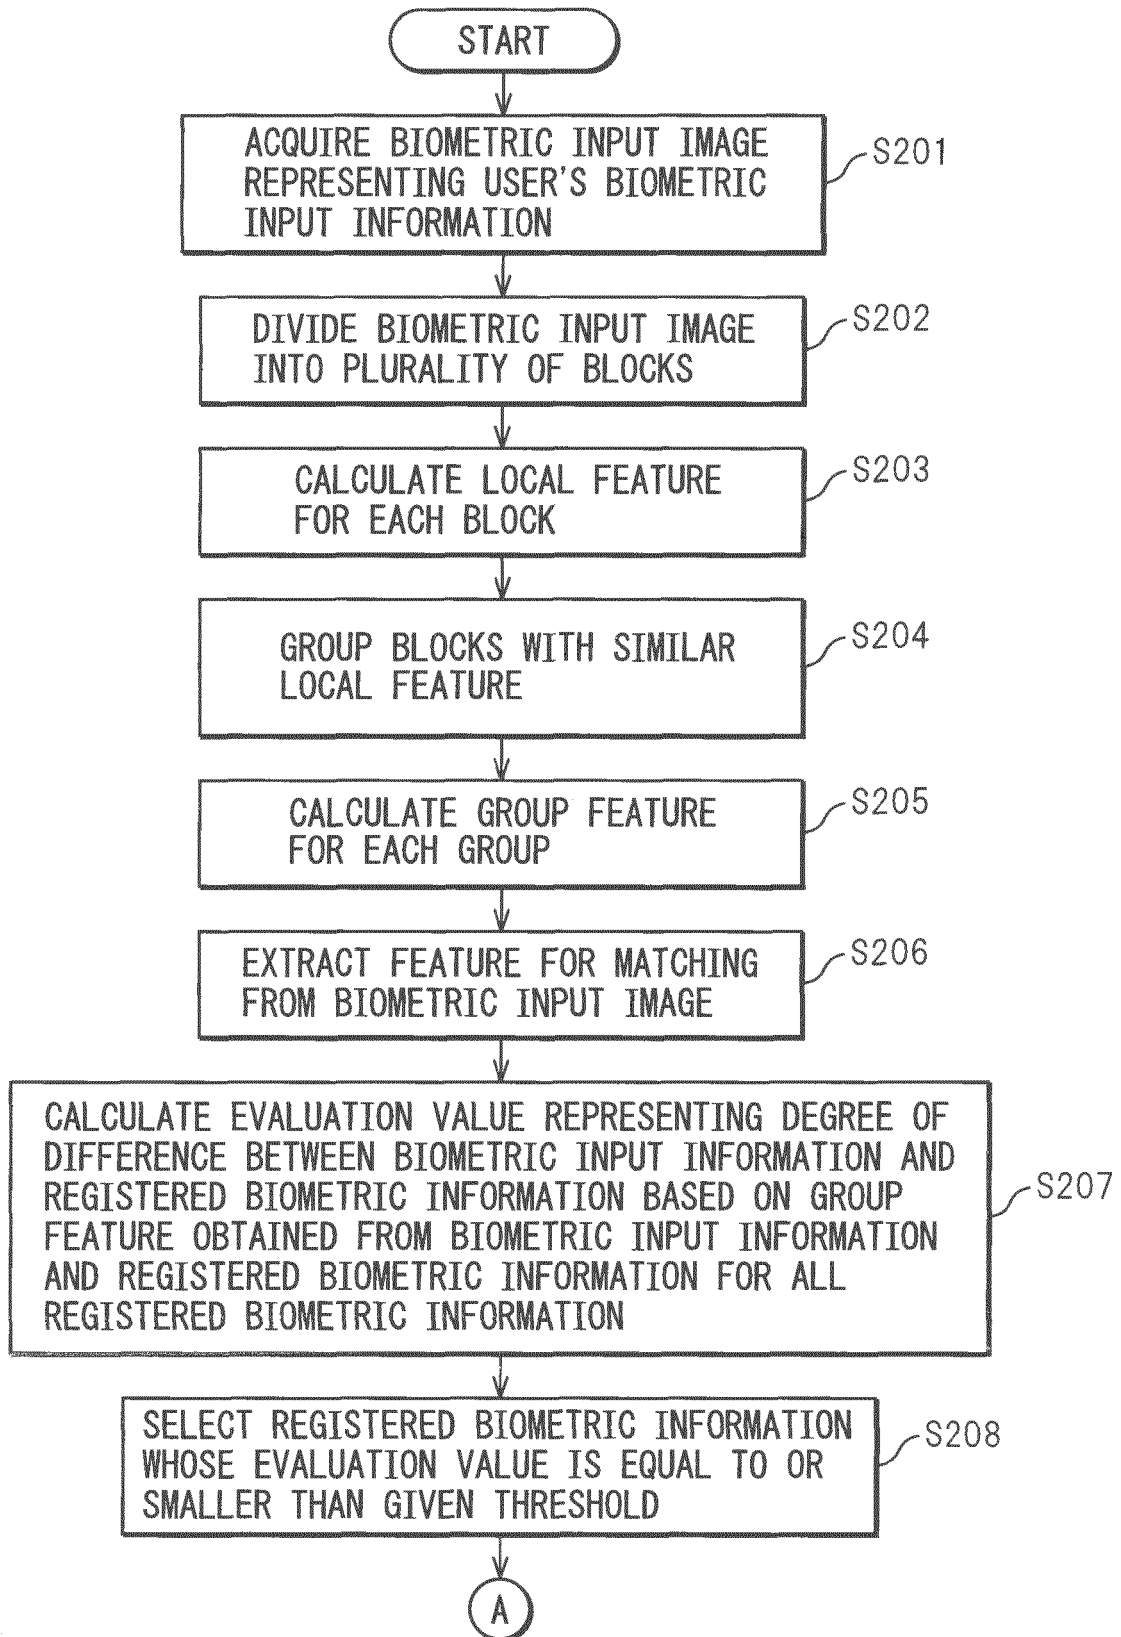 START
ACQUIRE BIOMETRIC INPUT IMAGE
REPRESENTING USER'S BIOMETRIC
INPUT INFORMATION
S201
DIVIDE BIOMETRIC INPUT IMAGE
INTO PLURALITY OF BLOCKS
S202
CALCULATE LOCAL FEATURE
FOR EACH BLOCK
S203
GROUP BLOCKS WITH SIMILAR
LOCAL FEATURE
S204
CALCULATE GROUP FEATURE
FOR EACH GROUP
S205
EXTRACT FEATURE FOR MATCHING
FROM BIOMETRIC INPUT IMAGE
S206
CALCULATE EVALUATION VALUE REPRESENTING DEGREE OF
DIFFERENCE BETWEEN BIOMETRIC INPUT INFORMATION AND
REGISTERED BIOMETRIC INFORMATION BASED ON GROUP
FEATURE OBTAINED FROM BIOMETRIC INPUT INFORMATION
AND REGISTERED BIOMETRIC INFORMATION FOR ALL
REGISTERED BIOMETRIC INFORMATION
S207
SELECT REGISTERED BIOMETRIC INFORMATION
WHOSE EVALUATION VALUE IS EQUAL TO OR
SMALLER THAN GIVEN THRESHOLD
S208
A